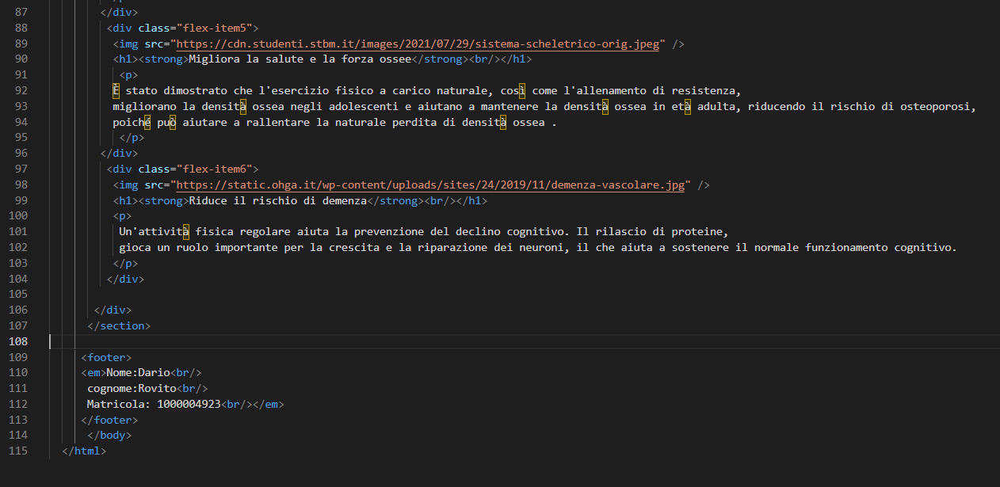 87 </div>
88 <div class="flex-item5">
89 <img src="https://cdn.studenti.stbm.it/images/2021/07/29/sistema-scheletrico-orig.jpeg" />
90 <h1><strong>Migliora la salute e la forza ossee</strong><br/></h1>
91 <p>
92 È stato dimostrato che l'esercizio fisico a carico naturale, così come l'allenamento di resistenza,
93 migliorano la densità ossea negli adolescenti e aiutano a mantenere la densità ossea in età adulta, riducendo il rischio di osteoporosi,
94 poiché può aiutare a rallentare la naturale perdita di densità ossea .
95 </p>
96 </div>
97 <div class="flex-item6">
98 <img src="https://static.ohga.it/wp-content/uploads/sites/24/2019/11/demenza-vascolare.jpg" />
99 <h1><strong>Riduce il rischio di demenza</strong><br/></h1>
100 <p>
101 Un'attività fisica regolare aiuta la prevenzione del declino cognitivo. Il rilascio di proteine,
102 gioca un ruolo importante per la crescita e la riparazione dei neuroni, il che aiuta a sostenere il normale funzionamento cognitivo.
103 </p>
104 </div>
105
106 </div>
107 </section>
108
109 <footer>
110 <em>Nome:Dario<br/>
111 cognome:Rovito<br/>
112 Matricola: 1000004923<br/></em>
113 </footer>
114 </body>
115 </html>